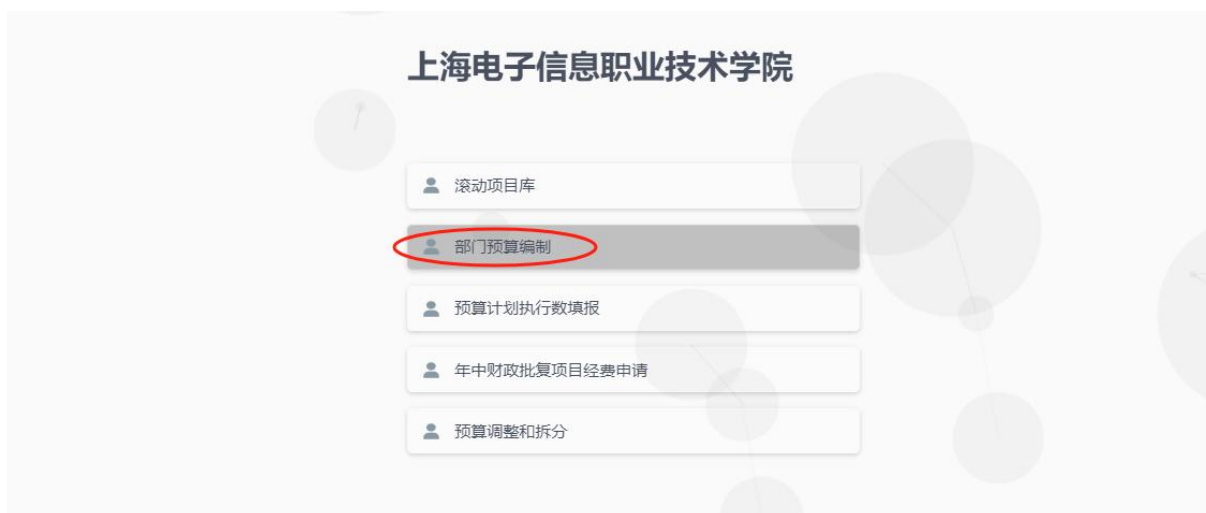 上海电子信息职业技术学院
滚动项目库
部门预算编制
预算计划执行数填报
年中财政批复项目经费申请
预算调整和拆分